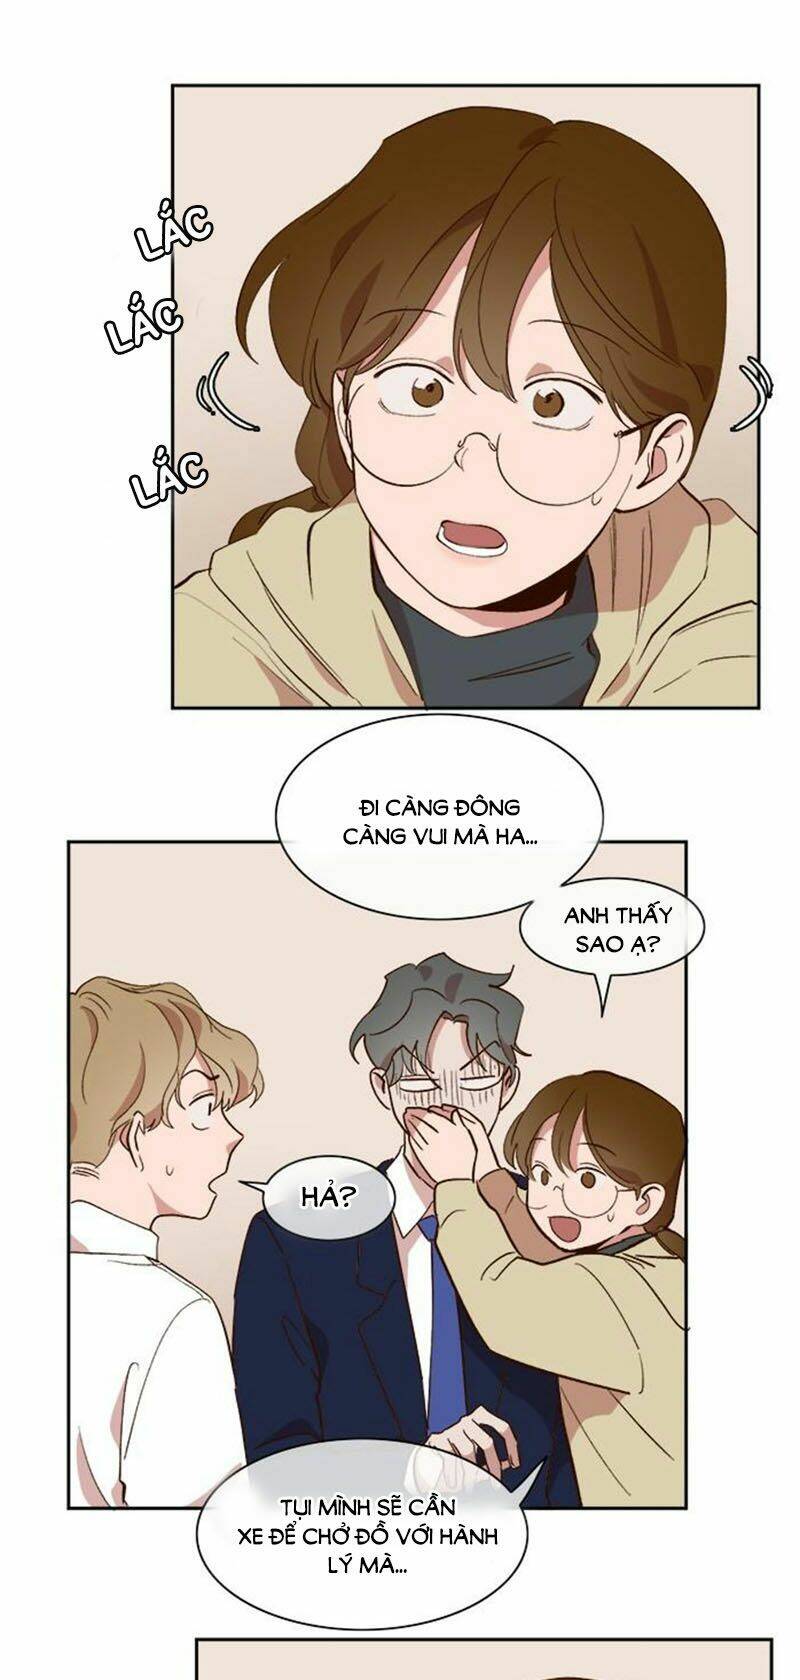 LẮC
LẮC
LẮC
ĐI CÀNG ĐÔNG
CÀNG VUI MÀ HA...
ANH THẤY
SAO Ạ?
HẢ?
TỤI MÌNH SẼ CẦN
XE ĐỂ CHỞ ĐỒ VỚI HÀNH
LÝ MÀ...